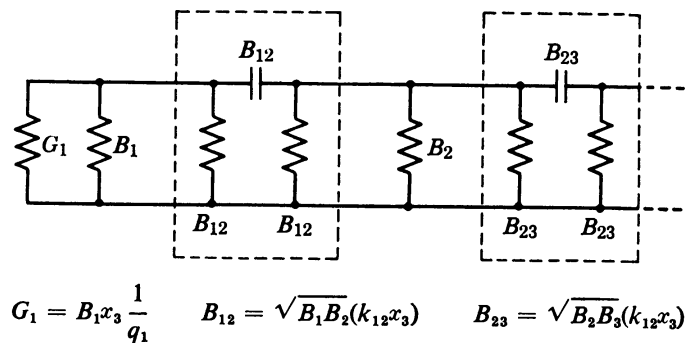 B₁₂ B₂₃
G₁ B₁ B₂
B₁₂ B₁₂ B₂₃ B₂₃
G₁ = B₁x₃ 1/q₁ B₁₂ = √B₁B₂(k₁₂x₃) B₂₃ = √B₂B₃(k₁₂x₃)